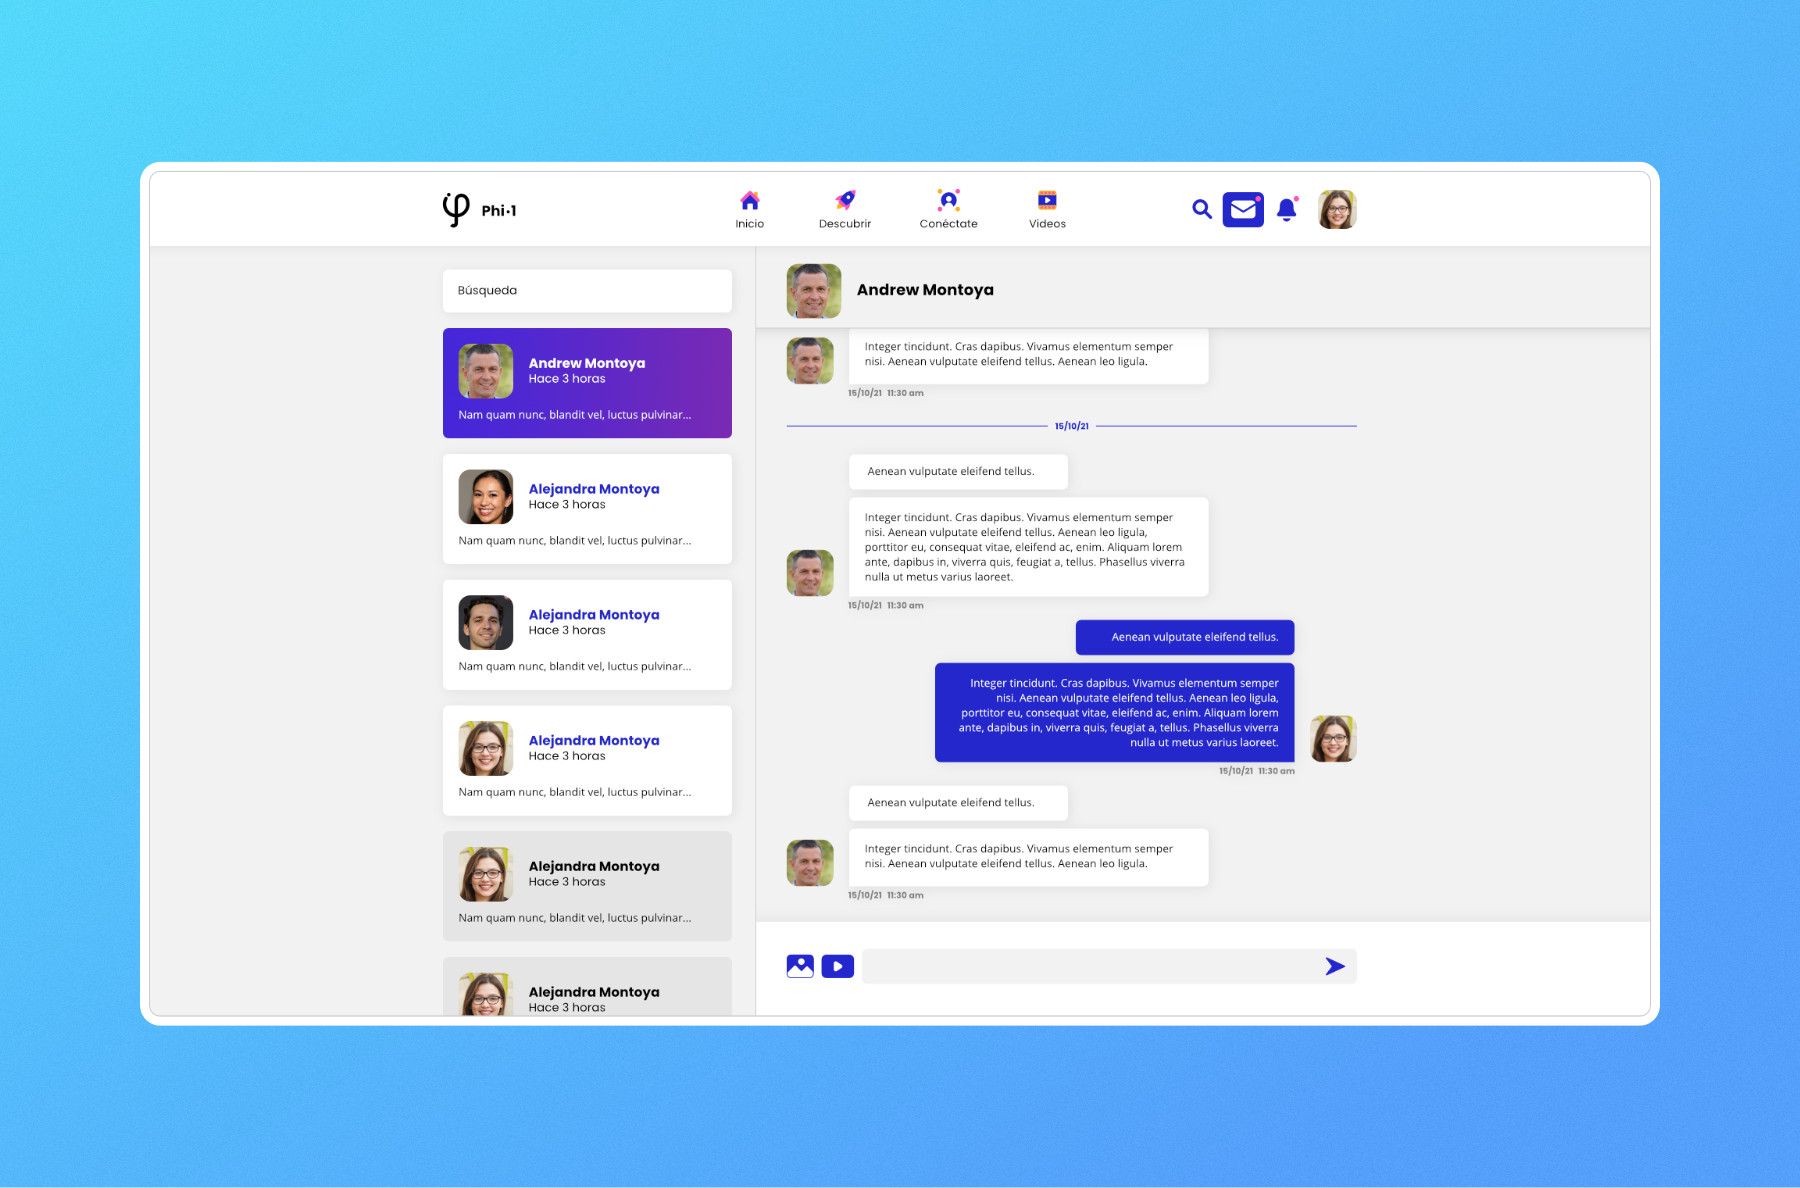 φ Phi·1
Inicio
Descubrir
Conéctate
Videos
Búsqueda
Andrew Montoya
Hace 3 horas
Nam quam nunc, blandit vel, luctus pulvinar...
Alejandra Montoya
Hace 3 horas
Nam quam nunc, blandit vel, luctus pulvinar...
Alejandra Montoya
Hace 3 horas
Nam quam nunc, blandit vel, luctus pulvinar...
Alejandra Montoya
Hace 3 horas
Nam quam nunc, blandit vel, luctus pulvinar...
Alejandra Montoya
Hace 3 horas
Nam quam nunc, blandit vel, luctus pulvinar...
Alejandra Montoya
Hace 3 horas
Andrew Montoya
Integer tincidunt. Cras dapibus. Vivamus elementum semper
nisi. Aenean vulputate eleifend tellus. Aenean leo ligula.
15/10/21 11:30 am
15/10/21
Aenean vulputate eleifend tellus.
Integer tincidunt. Cras dapibus. Vivamus elementum semper
nisi. Aenean vulputate eleifend tellus. Aenean leo ligula,
porttitor eu, consequat vitae, eleifend ac, enim. Aliquam lorem
ante, dapibus in, viverra quis, feugiat a, tellus. Phasellus viverra
nulla ut metus varius laoreet.
15/10/21 11:30 am
Aenean vulputate eleifend tellus.
Integer tincidunt. Cras dapibus. Vivamus elementum semper
nisi. Aenean vulputate eleifend tellus. Aenean leo ligula,
porttitor eu, consequat vitae, eleifend ac, enim. Aliquam lorem
ante, dapibus in, viverra quis, feugiat a, tellus. Phasellus viverra
nulla ut metus varius laoreet.
15/10/21 11:30 am
Aenean vulputate eleifend tellus.
Integer tincidunt. Cras dapibus. Vivamus elementum semper
nisi. Aenean vulputate eleifend tellus. Aenean leo ligula.
15/10/21 11:30 am